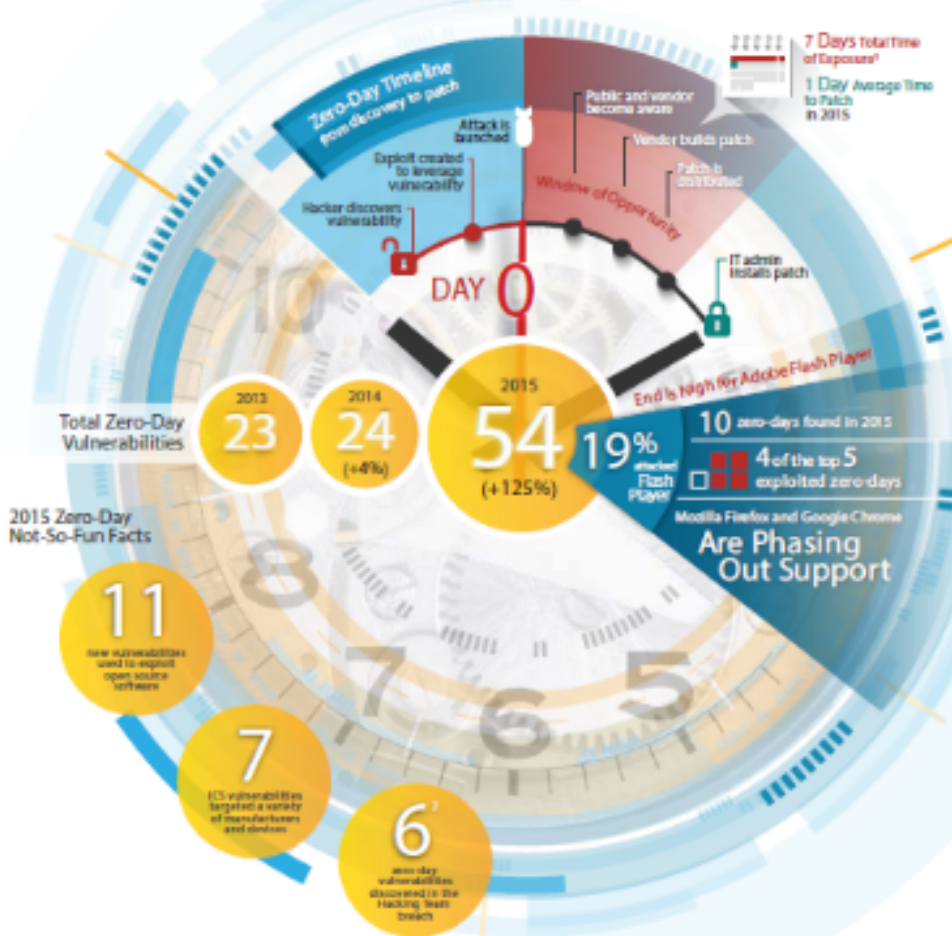 Zero-Day Timeline
from discovery to patch
7 Days Total Time
of Exposure¹
1 Day Average Time
to Patch
in 2015
Hacker discovers
vulnerability
Exploit created
to leverage
vulnerability
Attack is
launched
Public and vendor
become aware
Vendor builds patch
Patch is
distributed
Window of Opportunity
IT admin
installs patch
DAY 0
Total Zero-Day
Vulnerabilities
2013
23
2014
24
(+4%)
2015
54
(+125%)
End Is Nigh for Adobe Flash Player
19%
attacked
Flash
Player
10 zero-days found in 2015
4 of the top 5
exploited zero-days
Mozilla Firefox and Google Chrome
Are Phasing
Out Support
2015 Zero-Day
Not-So-Fun Facts
11
new vulnerabilities
used to exploit
open source
software
7
ICS vulnerabilities
targeted a variety
of manufacturers
and devices
6
zero-day
vulnerabilities
discovered in the
Hacking Team
breach
10
8
7
6
5